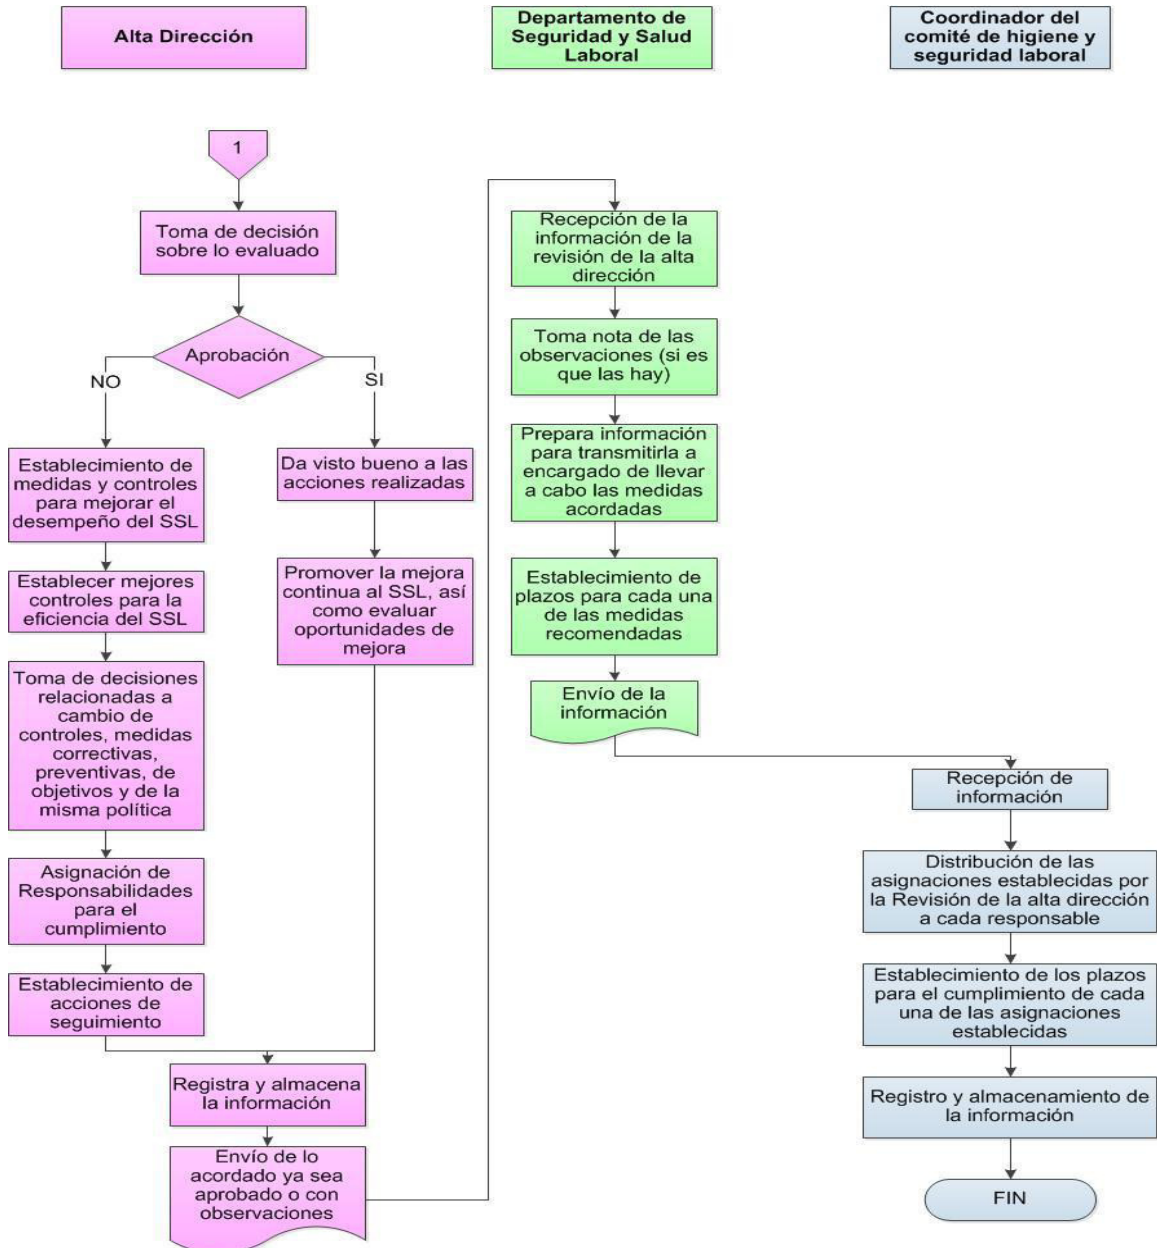 Alta Dirección
Departamento de
Seguridad y Salud
Laboral
Coordinador del
comité de higiene y
seguridad laboral
1
Toma de decisión
sobre lo evaluado
Aprobación
NO
SI
Establecimiento de
medidas y controles
para mejorar el
desempeño del SSL
Establecer mejores
controles para la
eficiencia del SSL
Toma de decisiones
relacionadas a
cambio de
controles, medidas
correctivas,
preventivas, de
objetivos y de la
misma política
Asignación de
Responsabilidades
para el
cumplimiento
Establecimiento de
acciones de
seguimiento
Da visto bueno a las
acciones realizadas
Promover la mejora
continua al SSL, así
como evaluar
oportunidades de
mejora
Registra y almacena
la información
Envío de lo
acordado ya sea
aprobado o con
observaciones
Recepción de la
información de la
revisión de la alta
dirección
Toma nota de las
observaciones (si es
que las hay)
Prepara información
para transmitirla a
encargado de llevar
a cabo las medidas
acordadas
Establecimiento de
plazos para cada una
de las medidas
recomendadas
Envío de la
información
Recepción de
información
Distribución de las
asignaciones establecidas por
la Revisión de la alta dirección
a cada responsable
Establecimiento de los plazos
para el cumplimiento de cada
una de las asignaciones
establecidas
Registro y almacenamiento de
la información
FIN